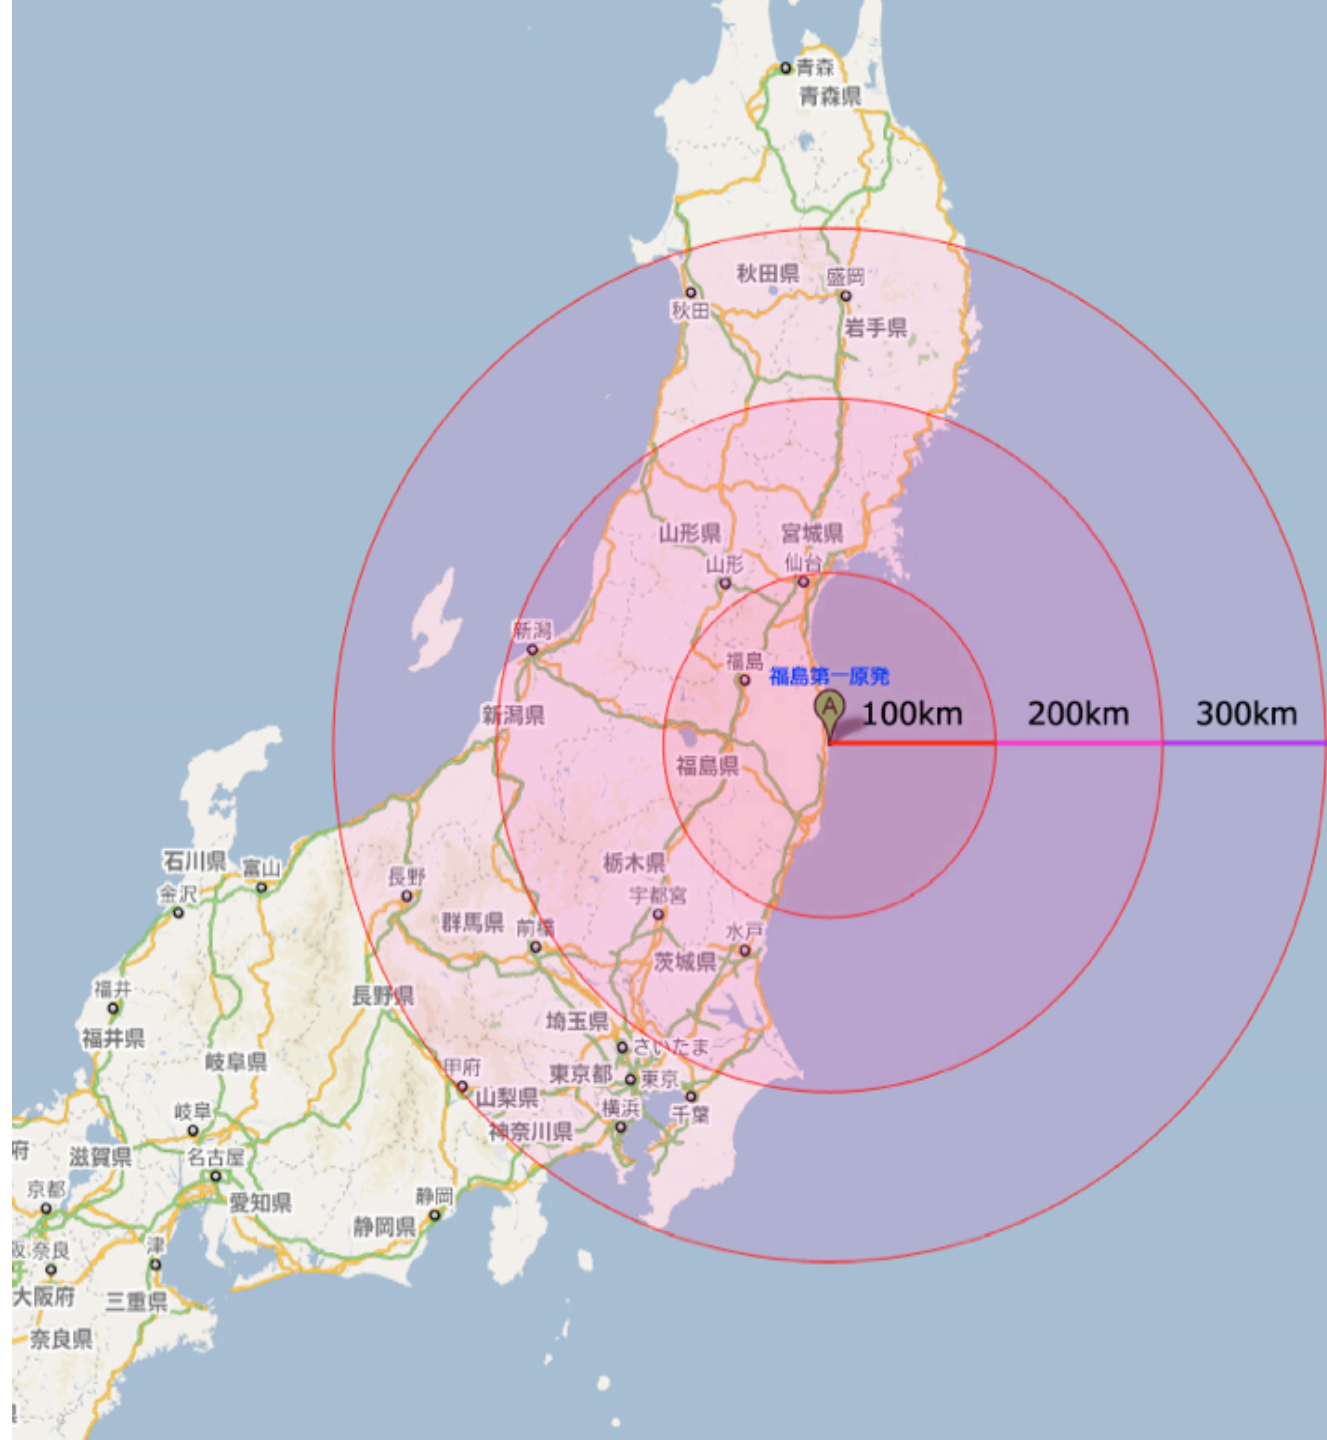 青森
青森県
秋田県
盛岡
秋田
岩手県
山形県
宮城県
山形
仙台
新潟
福島
福島第一原発
A
100km
200km
300km
新潟県
福島県
石川県
富山
栃木県
長野
金沢
宇都宮
群馬県
前橋
水戸
茨城県
福井
長野県
埼玉県
福井県
岐阜県
さいたま
甲府
東京都
東京
山梨県
岐阜
横浜
千葉
神奈川県
府
滋賀県
名古屋
京都
愛知県
静岡
静岡県
阪
奈良
津
大阪府
三重県
奈良県